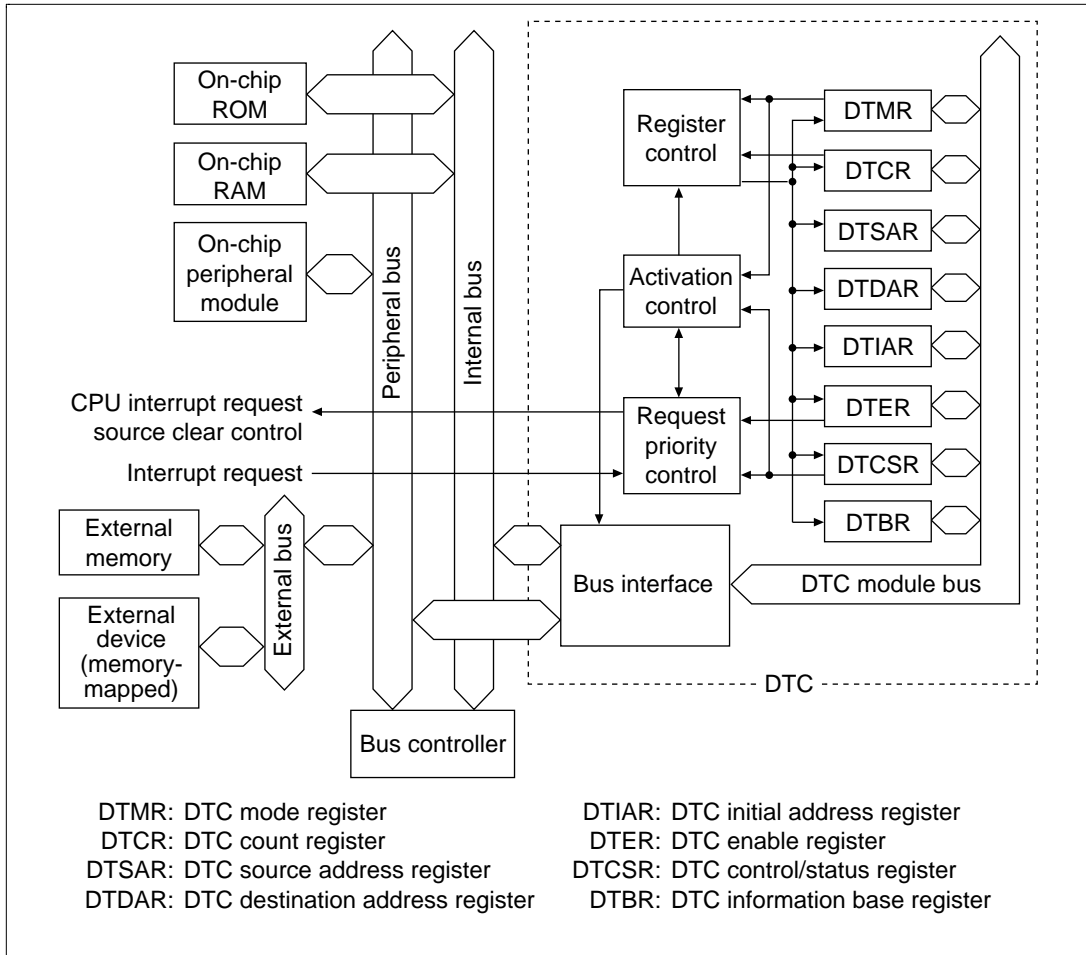 On-chip
ROM
On-chip
RAM
On-chip
peripheral
module
Peripheral bus
Internal bus
Register
control
Activation
control
Request
priority
control
DTMR
DTCR
DTSAR
DTDAR
DTIAR
DTER
DTCSR
DTBR
CPU interrupt request
source clear control
Interrupt request
External
memory
External
device
(memory-
mapped)
External bus
Bus interface
DTC module bus
DTC
Bus controller
DTMR: DTC mode register
DTCR: DTC count register
DTSAR: DTC source address register
DTDAR: DTC destination address register
DTIAR: DTC initial address register
DTER: DTC enable register
DTCSR: DTC control/status register
DTBR: DTC information base register